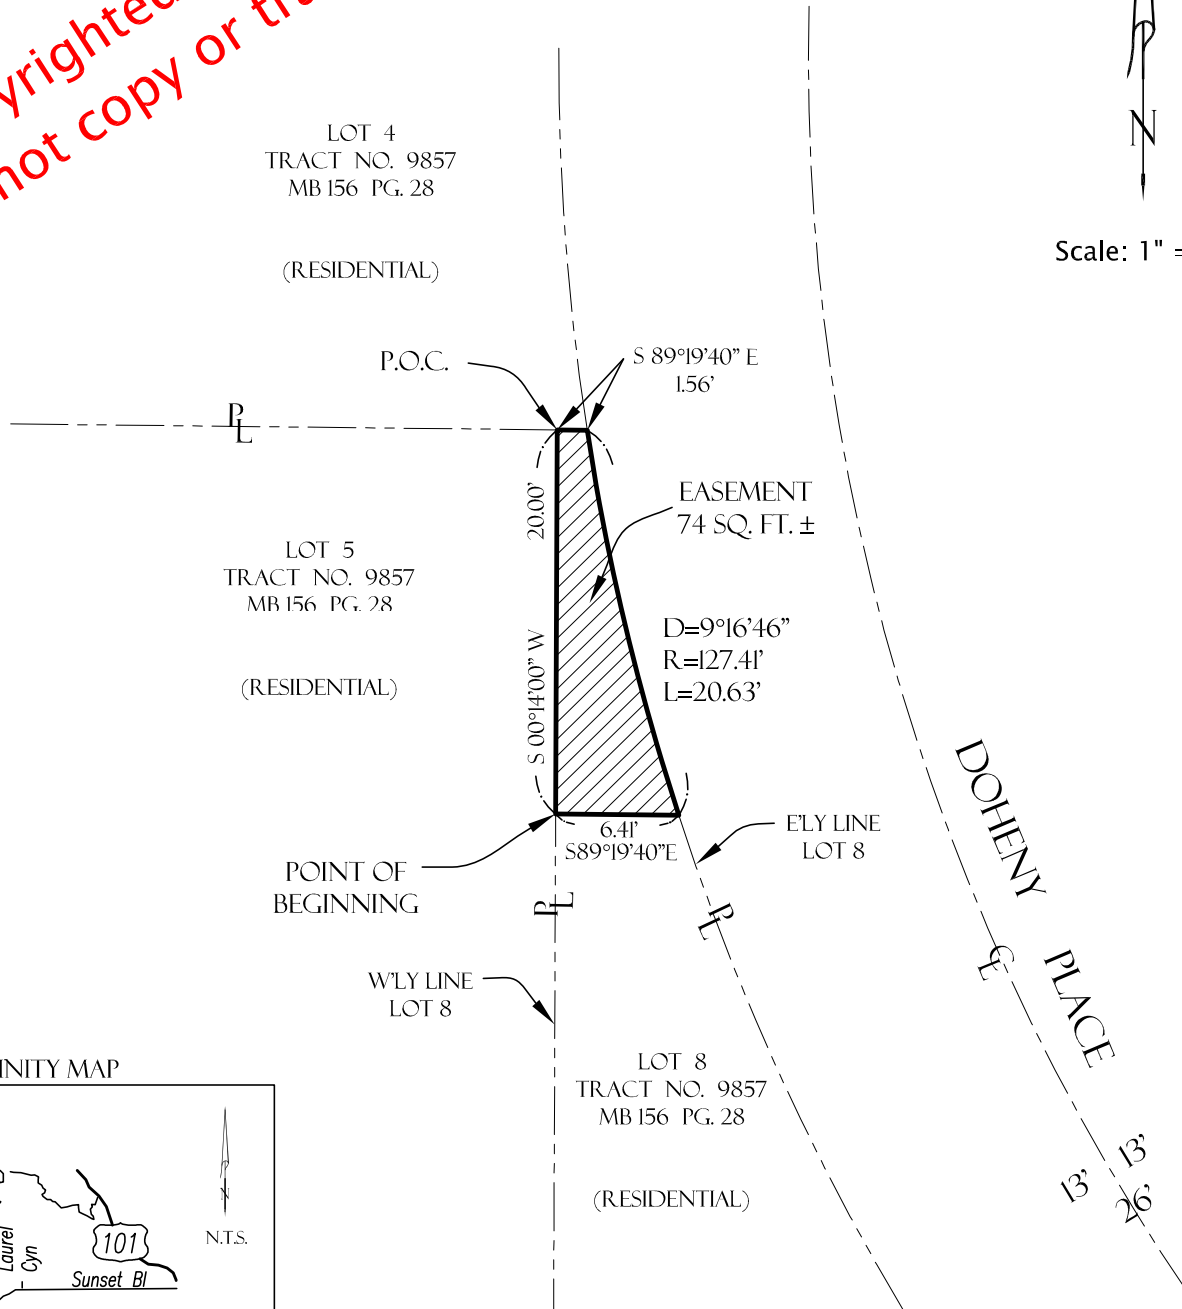 yrighted
not copy or tr
N
Scale: 1" =
LOT 4
TRACT NO. 9857
MB 156 PG. 28
(RESIDENTIAL)
P.O.C.
S 89°19'40" E
1.56'
PL
20.00'
EASEMENT
74 SQ. FT. ±
LOT 5
TRACT NO. 9857
MB 156 PG. 28
(RESIDENTIAL)
S 00°14'00" W
D=9°16'46"
R=127.41'
L=20.63'
6.41'
S89°19'40"E
E'LY LINE
LOT 8
POINT OF
BEGINNING
PL
PL
DOHENY PLACE
CL
W'LY LINE
LOT 8
LOT 8
TRACT NO. 9857
MB 156 PG. 28
(RESIDENTIAL)
13'
13'
26'
INITY MAP
N
N.T.S.
Laurel
Cyn
101
Sunset Bl